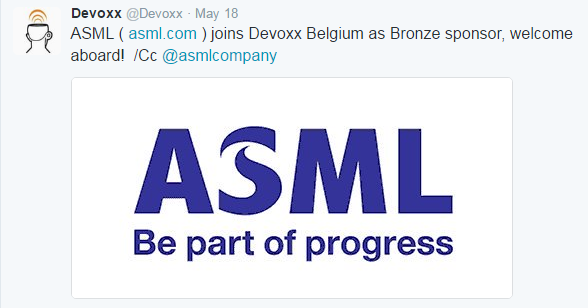 Devoxx @Devoxx · May 18
ASML ( asml.com ) joins Devoxx Belgium as Bronze sponsor, welcome
aboard! /Cc @asmlcompany
ASML
Be part of progress